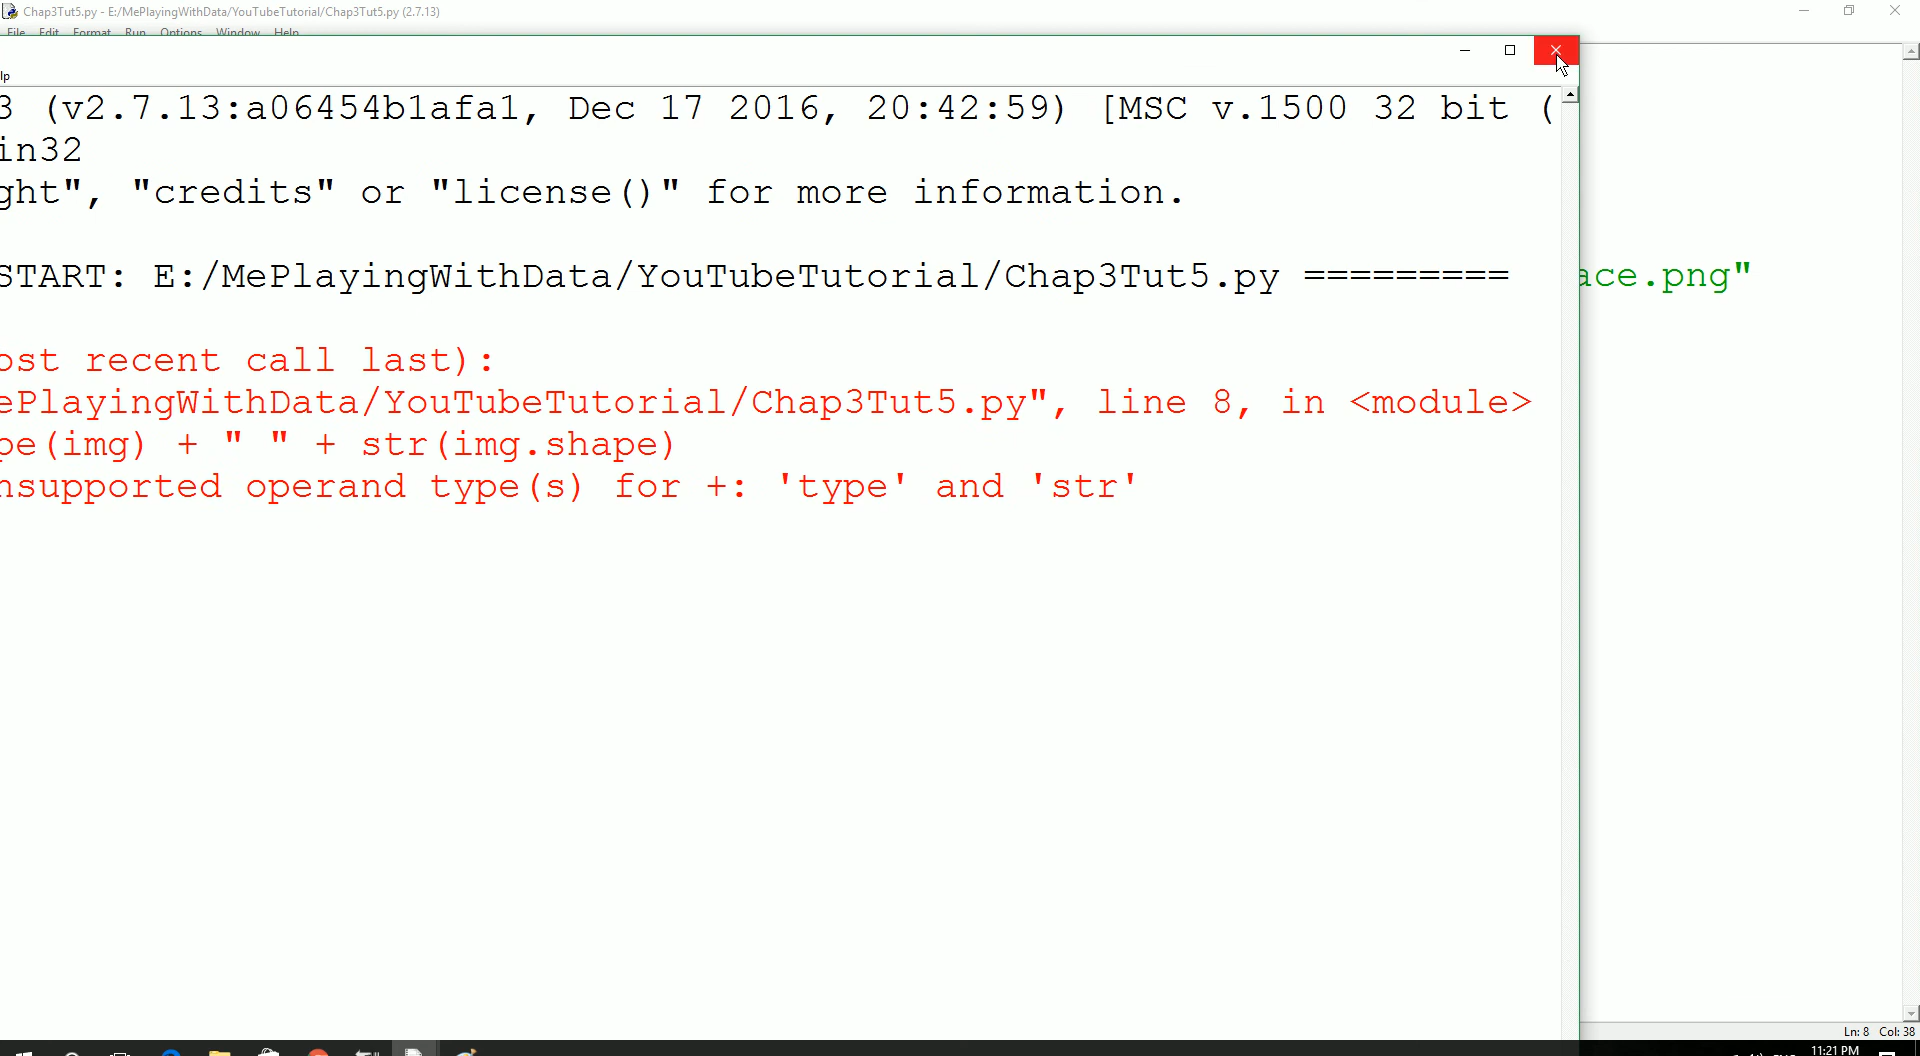 Chap3Tut5.py - E:/MePlayingWithData/YouTubeTutorial/Chap3Tut5.py (2.7.13)
File Edit Format Run Options Window Help
lp
3 (v2.7.13:a06454b1afa1, Dec 17 2016, 20:42:59) [MSC v.1500 32 bit (
in32
ght", "credits" or "license()" for more information.
START: E:/MePlayingWithData/YouTubeTutorial/Chap3Tut5.py =========
ace.png"
ost recent call last):
ePlayingWithData/YouTubeTutorial/Chap3Tut5.py", line 8, in <module>
pe(img) + " " + str(img.shape)
nsupported operand type(s) for +: 'type' and 'str'
Ln: 8 Col: 38
11:21 PM